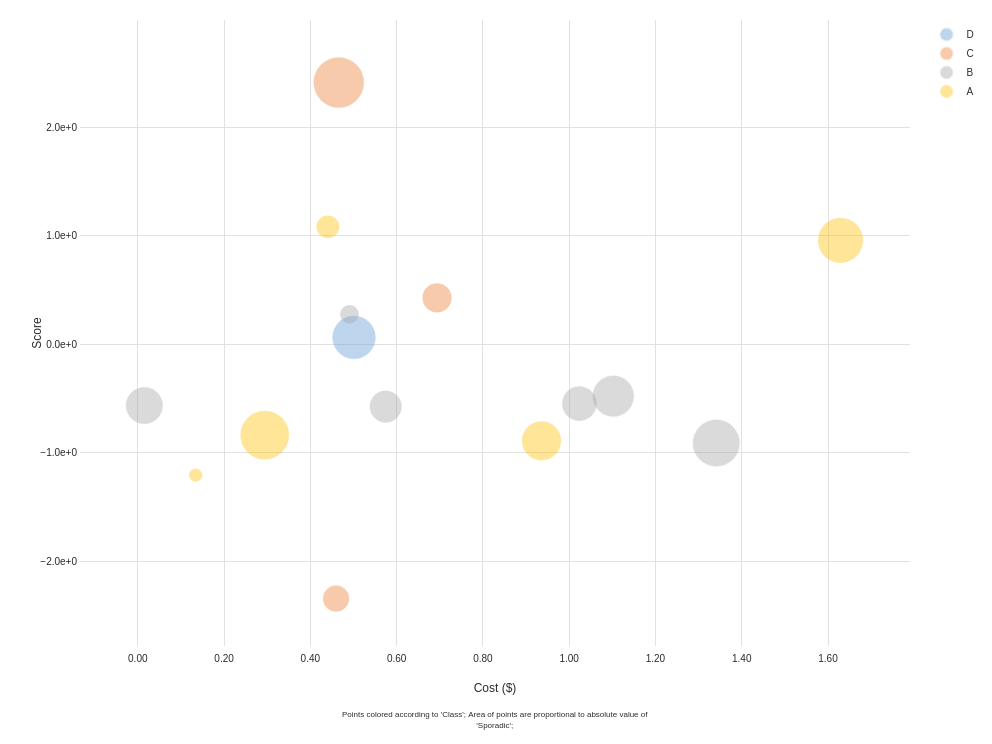 D
C
B
A
2.0e+0
1.0e+0
0.0e+0
−1.0e+0
−2.0e+0
Score
0.00 0.20 0.40 0.60 0.80 1.00 1.20 1.40 1.60
Cost ($)
Points colored according to 'Class'; Area of points are proportional to absolute value of
'Sporadic';